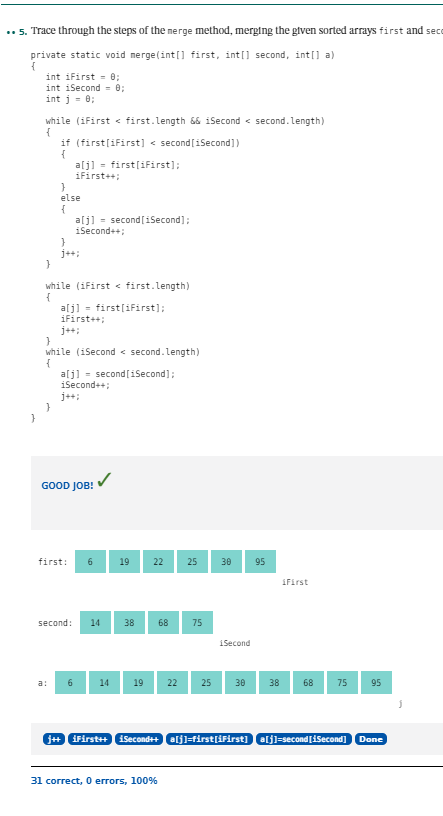 •• 5. Trace through the steps of the merge method, merging the given sorted arrays first and
private static void merge(int[] first, int[] second, int[] a)
{
int iFirst = 0;
int iSecond = 0;
int j = 0;
while (iFirst < first.length && iSecond < second.length)
{
if (first[iFirst] < second[iSecond])
{
a[j] = first[iFirst];
iFirst++;
}
else
{
a[j] = second[iSecond];
iSecond++;
}
j++;
}
while (iFirst < first.length)
{
a[j] = first[iFirst];
iFirst++;
j++;
}
while (iSecond < second.length)
{
a[j] = second[iSecond];
iSecond++;
j++;
}
}
GOOD JOB! ✓
first: 6 19 22 25 30 95
iFirst
second: 14 38 68 75
iSecond
a: 6 14 19 22 25 30 38 68 75 95
j
j++ iFirst++ iSecond++ a[j]=first[iFirst] a[j]=second[iSecond] Done
31 correct, 0 errors, 100%